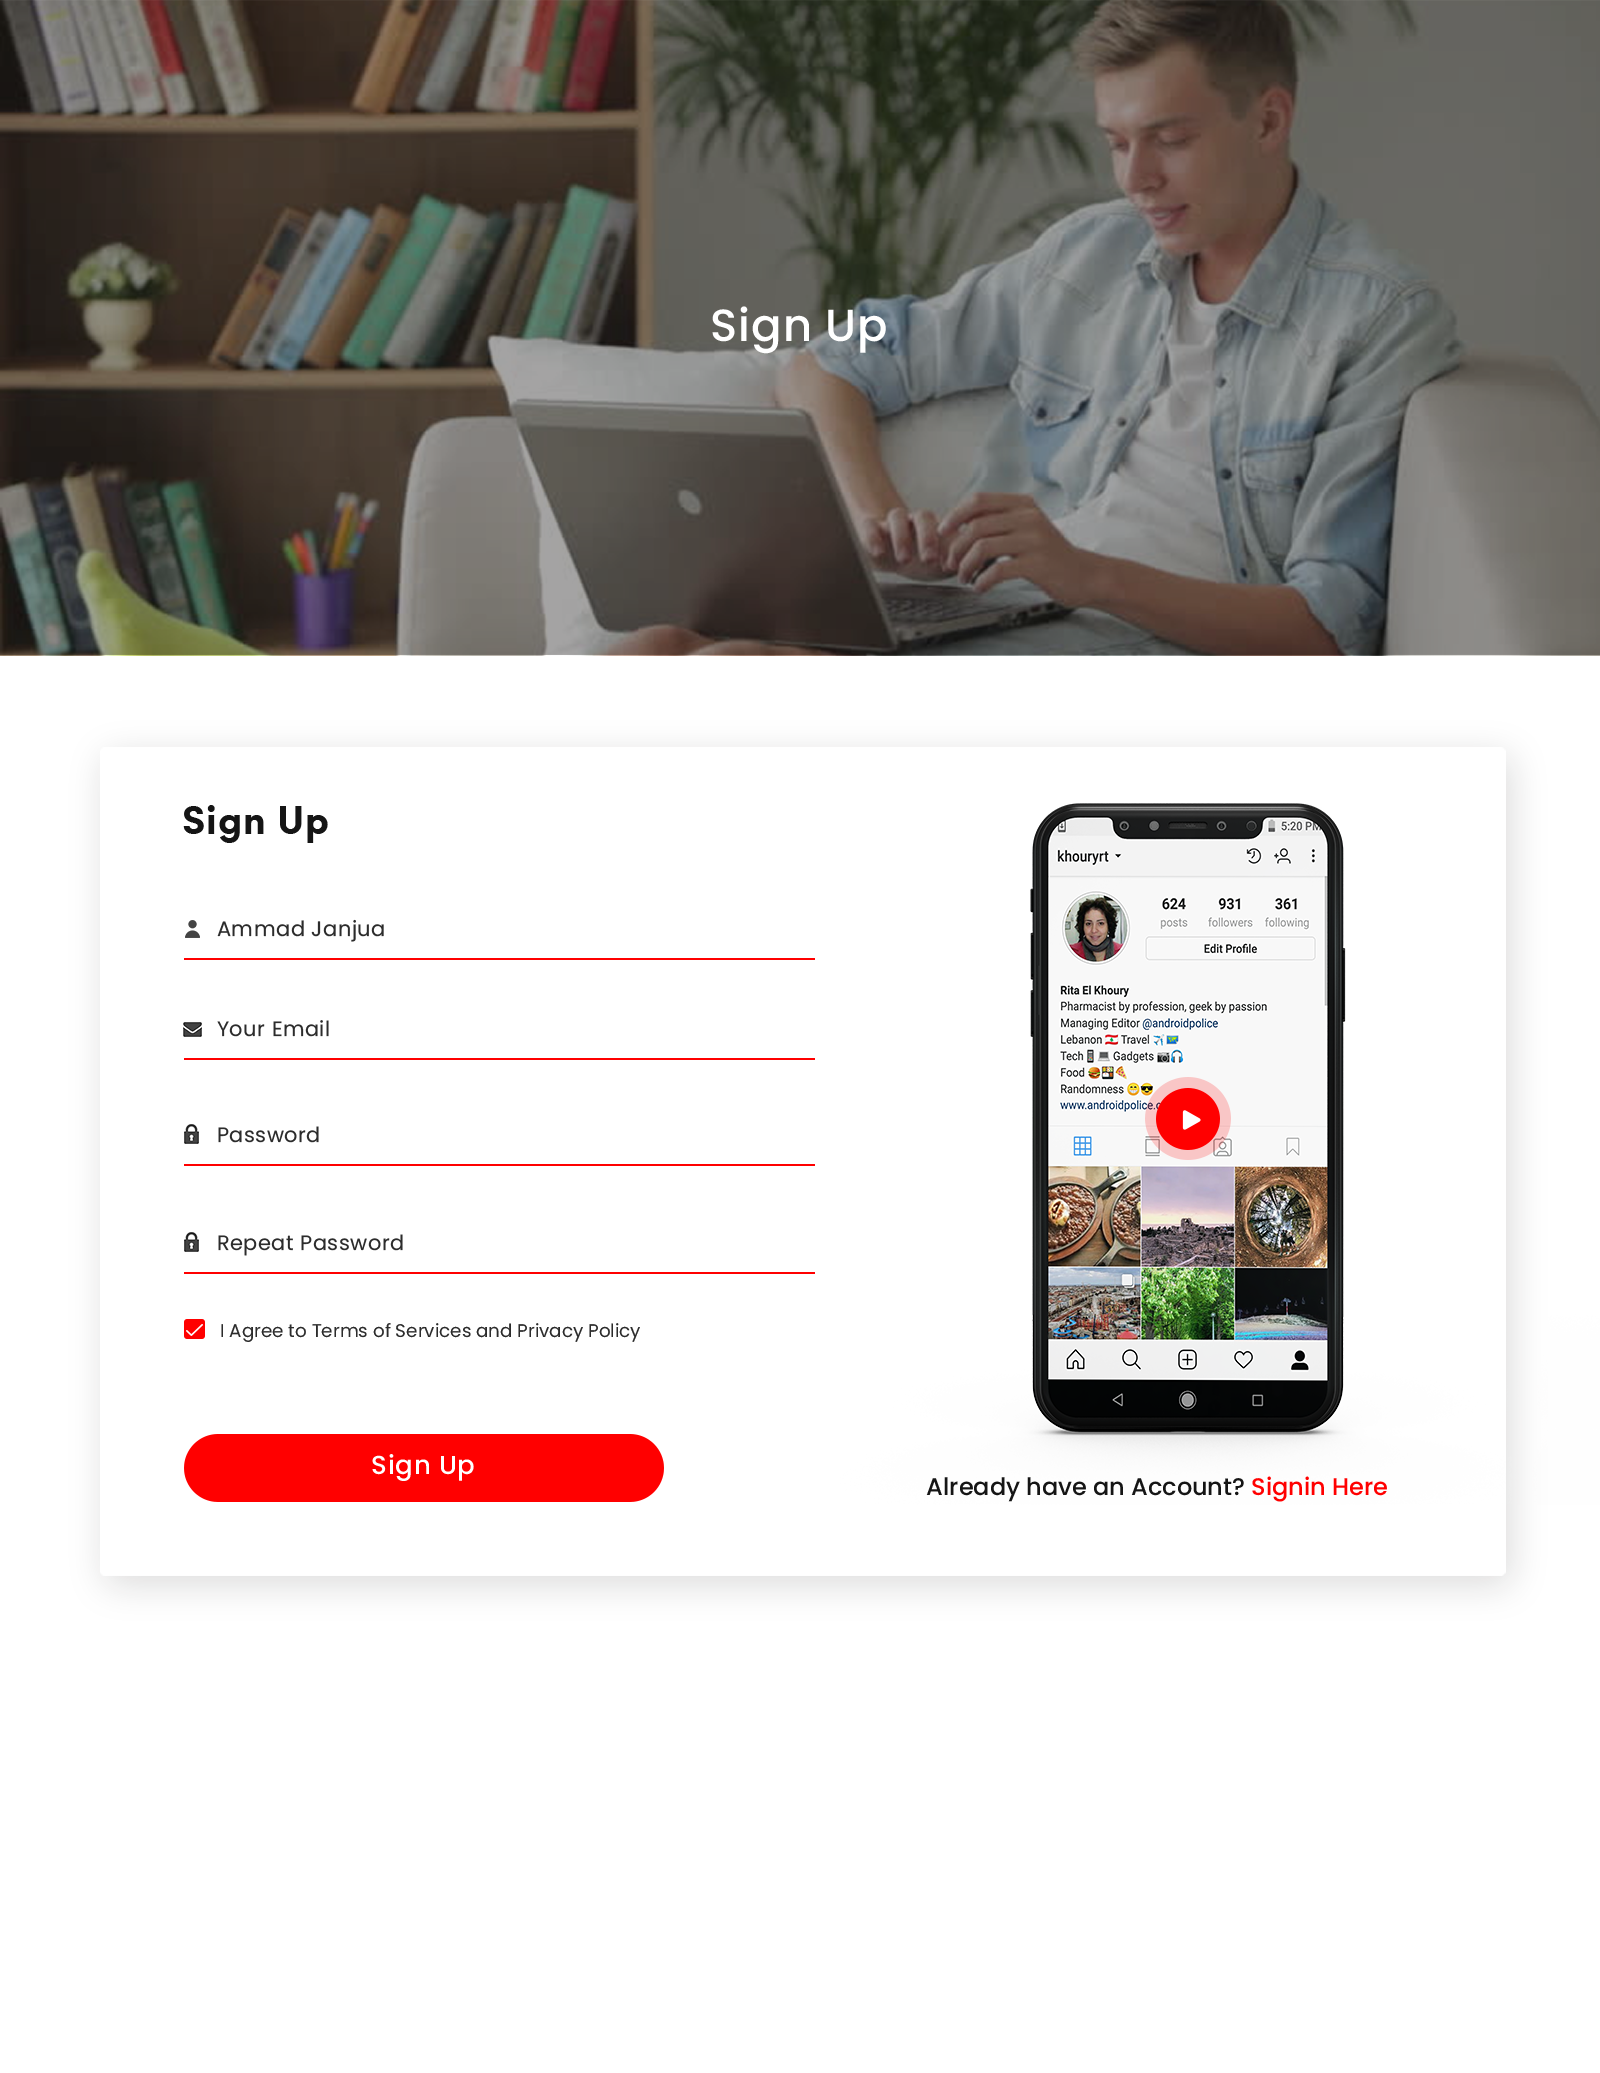 Sign Up
Sign Up
Ammad Janjua
Your Email
Password
Repeat Password
I Agree to Terms of Services and Privacy Policy
Sign Up
5:20 PM
khouryrt
624 931 361
posts followers following
Edit Profile
Rita El Khoury
Pharmacist by profession, geek by passion
Managing Editor @androidpolice
Lebanon 🇱🇧 Travel ✈️🗺️
Tech 📱💻 Gadgets 📷🎧
Food 🍔🍱🍕
Randomness 😁😎
www.androidpolice.
Already have an Account? Signin Here